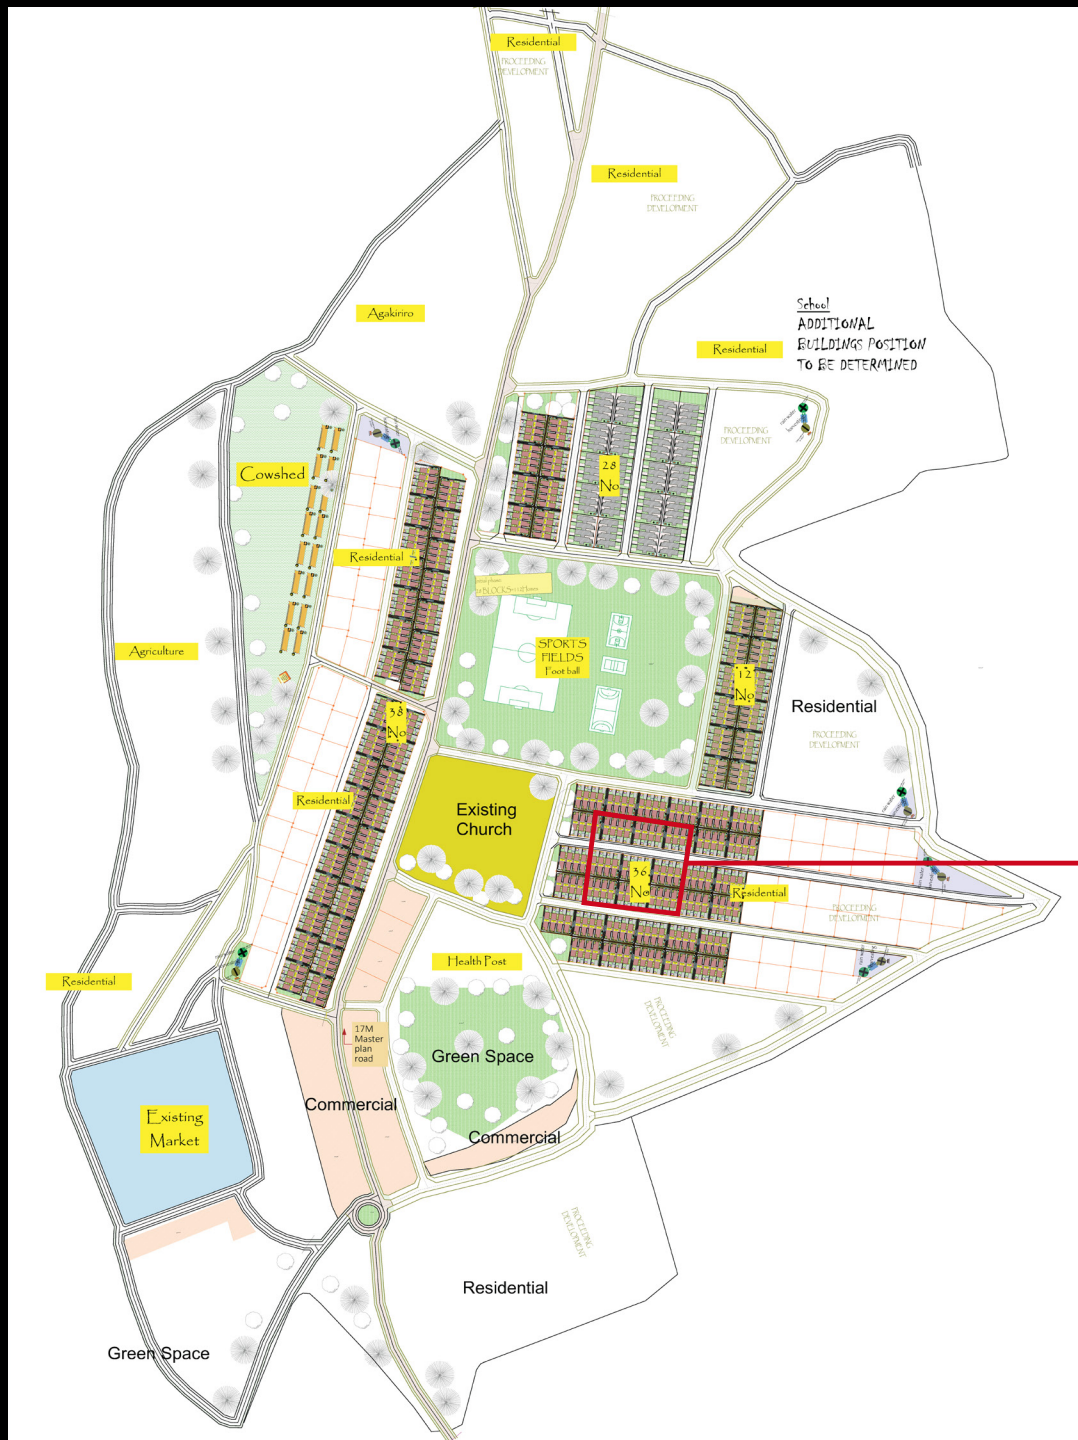 Residential
PROCEEDING
DEVELOPMENT
Residential
PROCEEDING
DEVELOPMENT
Agakiriro
School
ADDITIONAL
BUILDINGS POSITION
TO BE DETERMINED
Residential
PROCEEDING
DEVELOPMENT
Cowshed
28
No
Residential
SPORTS
FIELDS
Foot ball
Agriculture
12
No
Residential
PROCEEDING
DEVELOPMENT
38
No
Residential
Existing
Church
36
No
Residential
PROCEEDING
DEVELOPMENT
Health Post
Residential
PROCEEDING
DEVELOPMENT
17M
Master
plan
road
Green Space
Commercial
Existing
Market
Commercial
PROCEEDING
DEVELOPMENT
Residential
Green Space